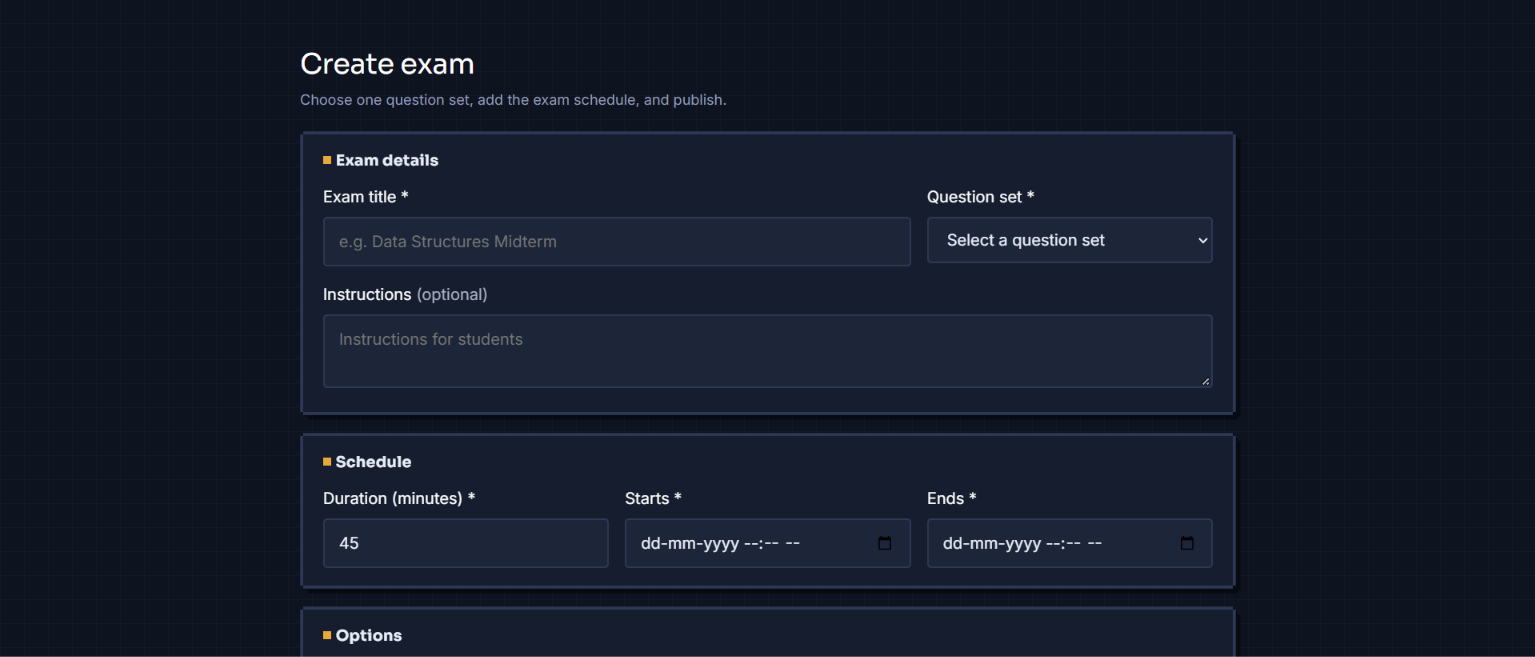 Create exam
Choose one question set, add the exam schedule, and publish.
Exam details
Exam title *
Question set *
e.g. Data Structures Midterm
Select a question set
Instructions (optional)
Instructions for students
Schedule
Duration (minutes) *
Starts *
Ends *
45
dd-mm-yyyy --:-- --
dd-mm-yyyy --:-- --
Options